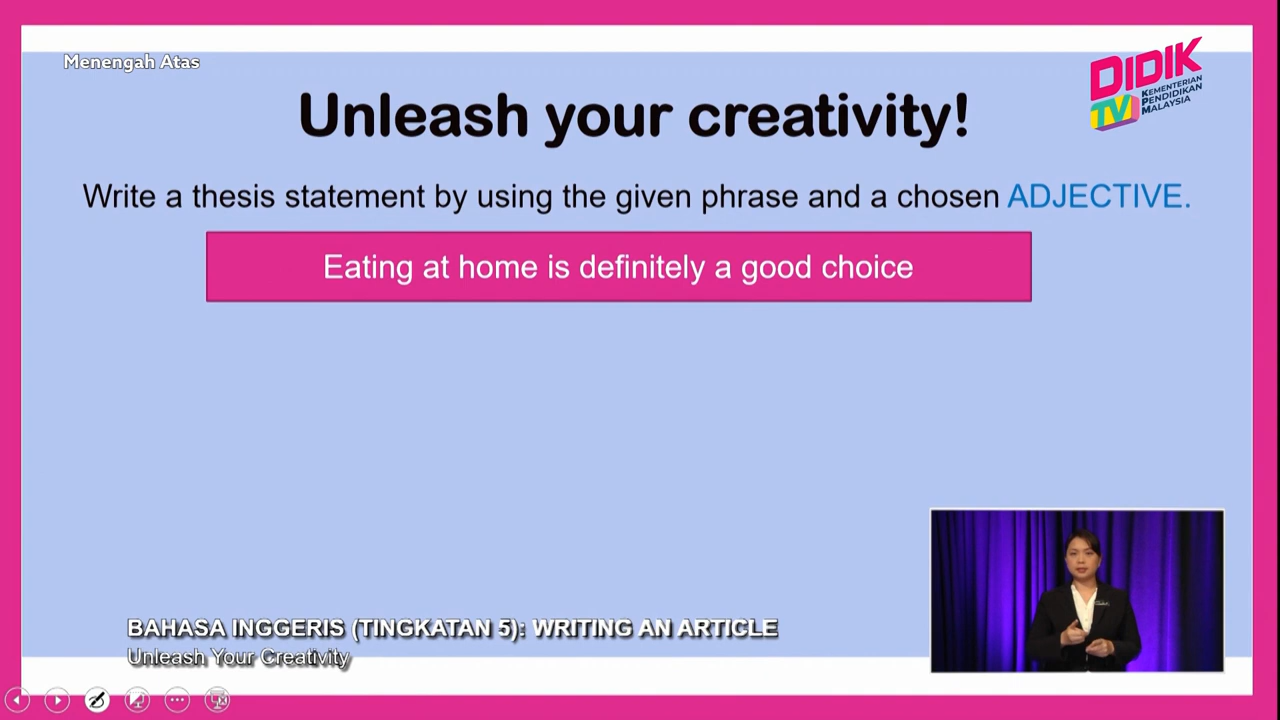 Menengah Atas
DIDIK
TV
KEMENTERIAN
PENDIDIKAN
MALAYSIA
Unleash your creativity!
Write a thesis statement by using the given phrase and a chosen ADJECTIVE.
Eating at home is definitely a good choice
BAHASA INGGERIS (TINGKATAN 5): WRITING AN ARTICLE
Unleash Your Creativity